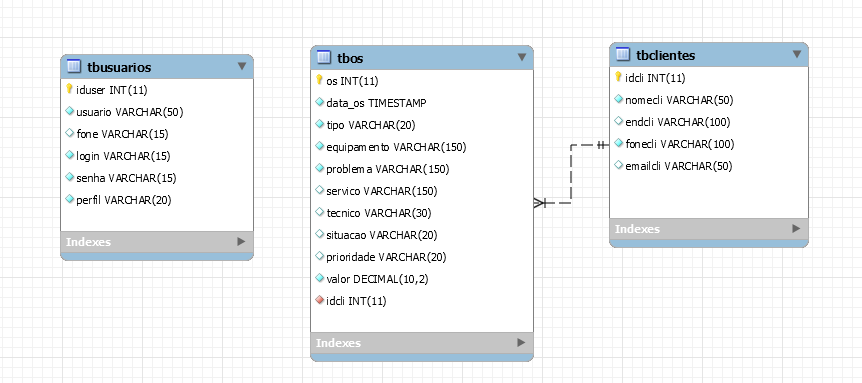 tbusuarios
iduser INT(11)
usuario VARCHAR(50)
fone VARCHAR(15)
login VARCHAR(15)
senha VARCHAR(15)
perfil VARCHAR(20)
Indexes
tbos
os INT(11)
data_os TIMESTAMP
tipo VARCHAR(20)
equipamento VARCHAR(150)
problema VARCHAR(150)
servico VARCHAR(150)
tecnico VARCHAR(30)
situacao VARCHAR(20)
prioridade VARCHAR(20)
valor DECIMAL(10,2)
idcli INT(11)
Indexes
tbclientes
idcli INT(11)
nomecli VARCHAR(50)
endcli VARCHAR(100)
fonecli VARCHAR(100)
emailcli VARCHAR(50)
Indexes